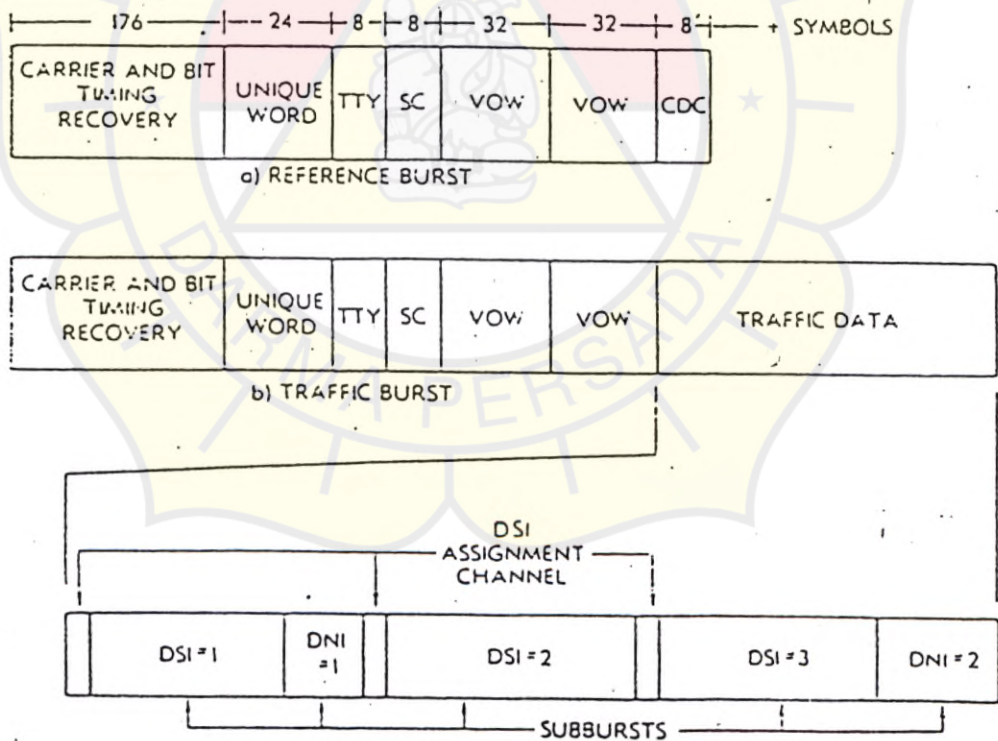 176 24 8 8 32 32 8 + SYMBOLS
CARRIER AND BIT
TIMING
RECOVERY
UNIQUE
WORD
TTY
SC
VOW
VOW
CDC
a) REFERENCE BURST
CARRIER AND BIT
TIMING
RECOVERY
UNIQUE
WORD
TTY
SC
VOW
VOW
TRAFFIC DATA
b) TRAFFIC BURST
DARMA PERSADA
DSI
ASSIGNMENT
CHANNEL
DSI=1
DNI
=1
DSI=2
DSI=3
DNI=2
SUBBURSTS